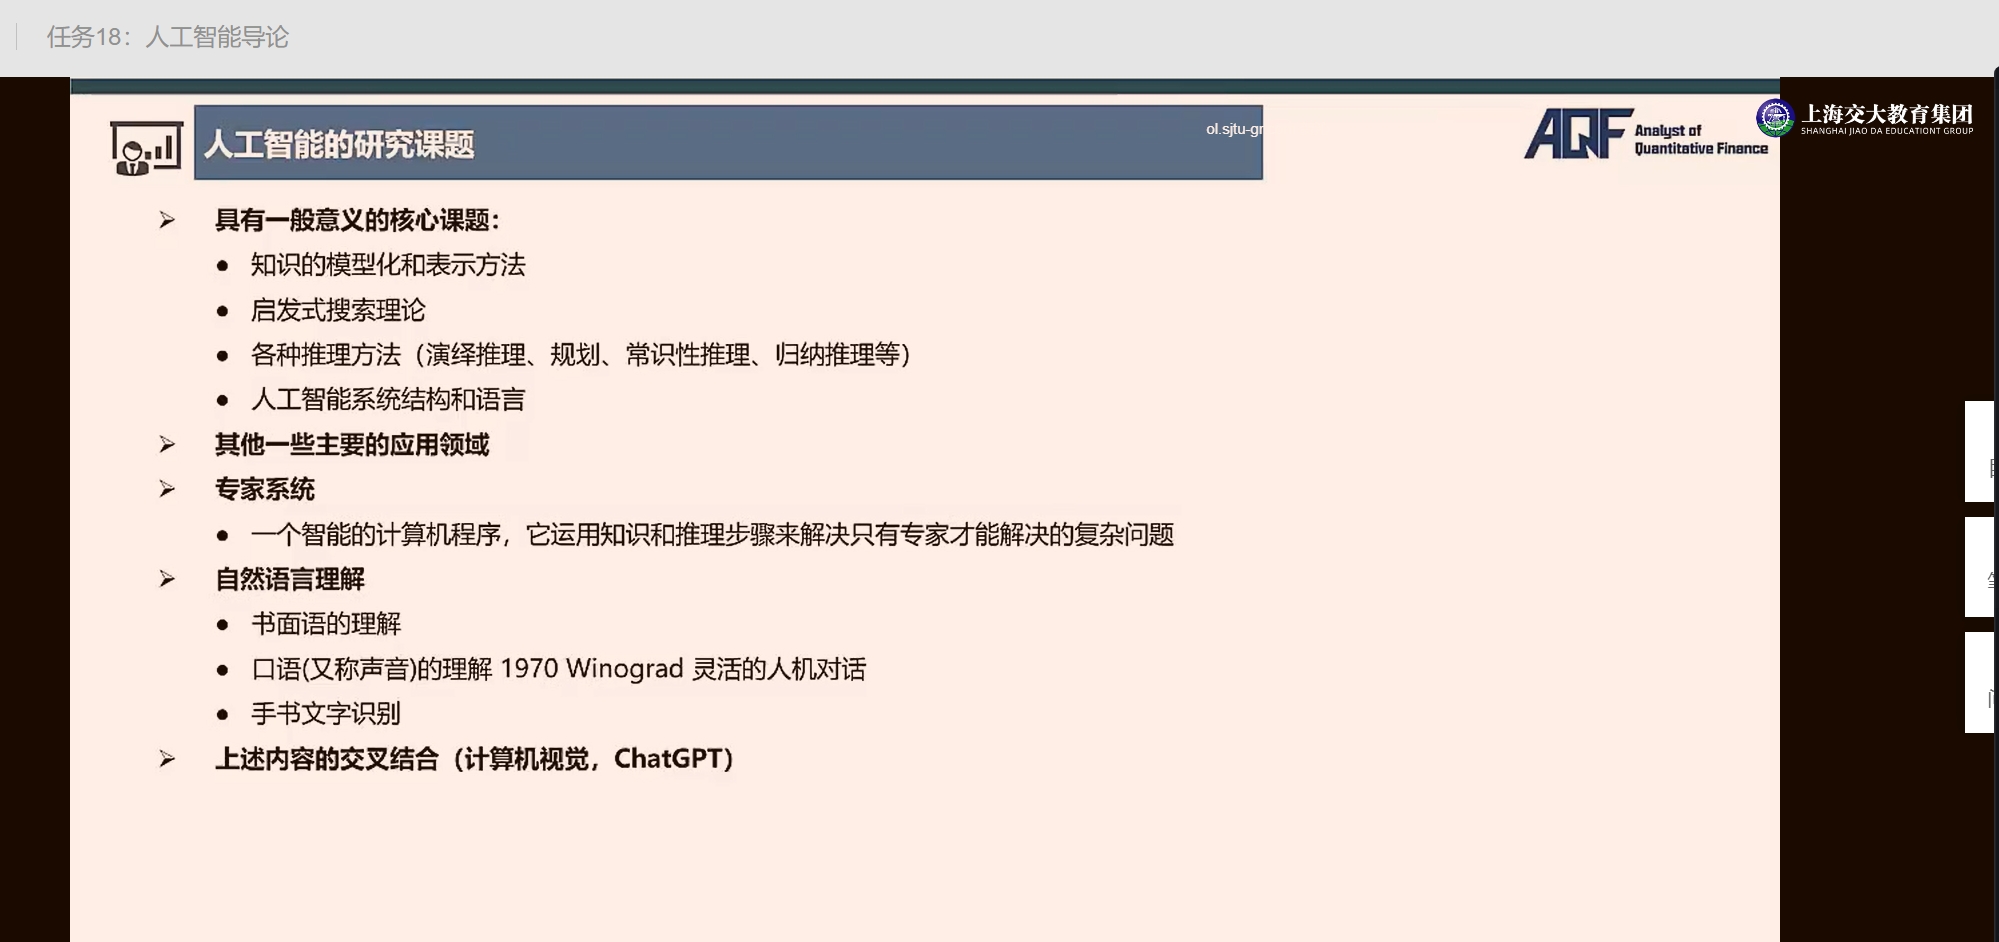 任务18：人工智能导论
人工智能的研究课题
ol.sjtu-gr
AQF Analyst of
Quantitative Finance
上海交大教育集团
SHANGHAI JIAO DA EDUCATIONT GROUP
➢ 具有一般意义的核心课题：
● 知识的模型化和表示方法
● 启发式搜索理论
● 各种推理方法（演绎推理、规划、常识性推理、归纳推理等）
● 人工智能系统结构和语言
➢ 其他一些主要的应用领域
➢ 专家系统
● 一个智能的计算机程序，它运用知识和推理步骤来解决只有专家才能解决的复杂问题
➢ 自然语言理解
● 书面语的理解
● 口语(又称声音)的理解 1970 Winograd 灵活的人机对话
● 手书文字识别
➢ 上述内容的交叉结合（计算机视觉，ChatGPT）